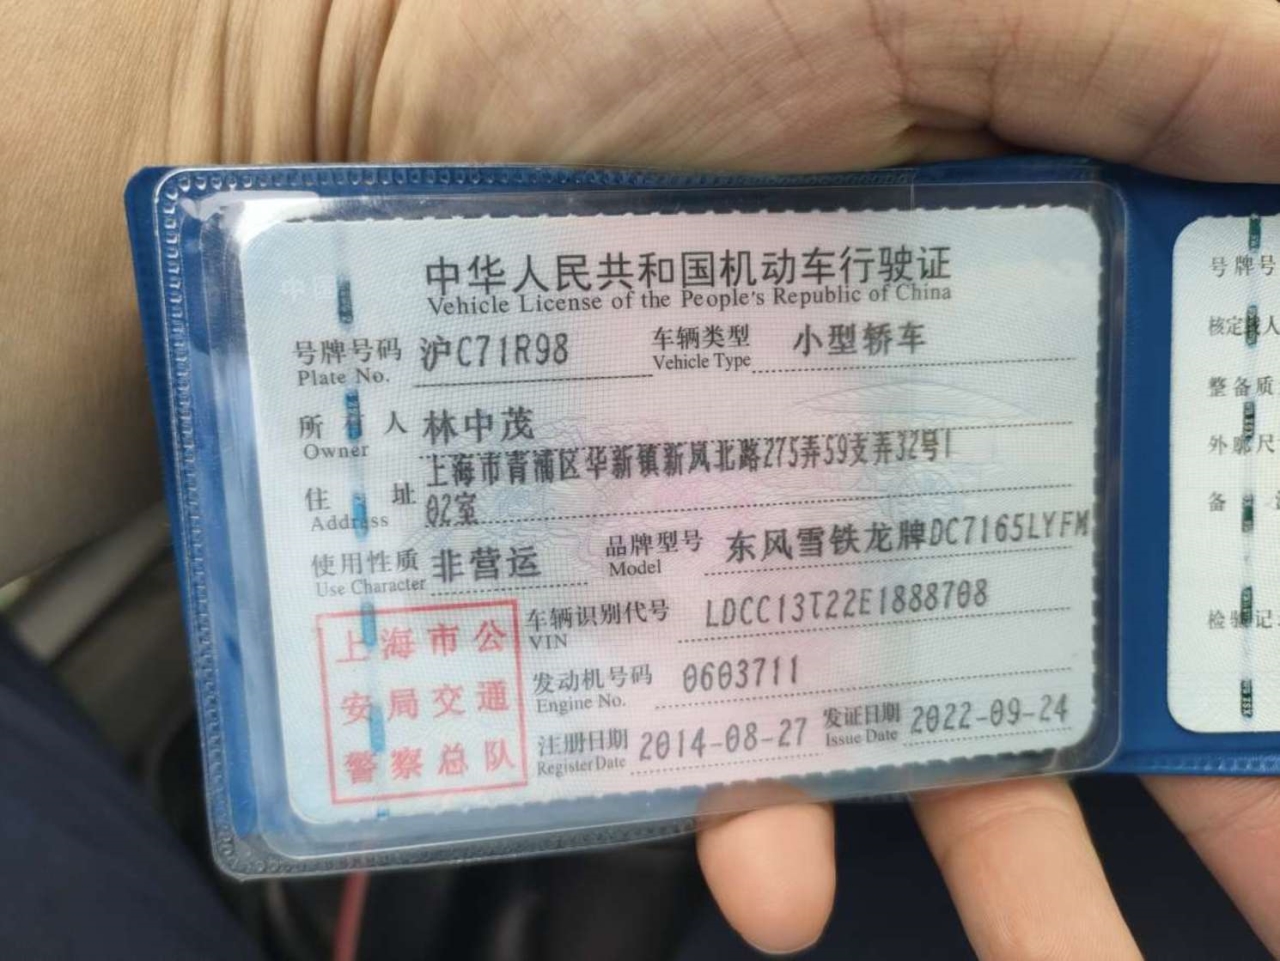 中华人民共和国机动车行驶证
Vehicle License of the People's Republic of China
号牌号码 沪C71R98 车辆类型 小型轿车
Plate No. Vehicle Type
所有人 林中茂
Owner
上海市青浦区华新镇新凤北路275弄59支弄32号1
住址 02室
Address
使用性质 非营运 品牌型号 东风雪铁龙牌DC7165LYFM
Use Character Model
车辆识别代号 LDCC13T22E1888708
VIN
发动机号码 0603711
Engine No.
注册日期 2014-08-27 发证日期 2022-09-24
Register Date Issue Date
上海市公
安局交通
警察总队
号牌号
核定载人
整备质
外廓尺
备
检验记